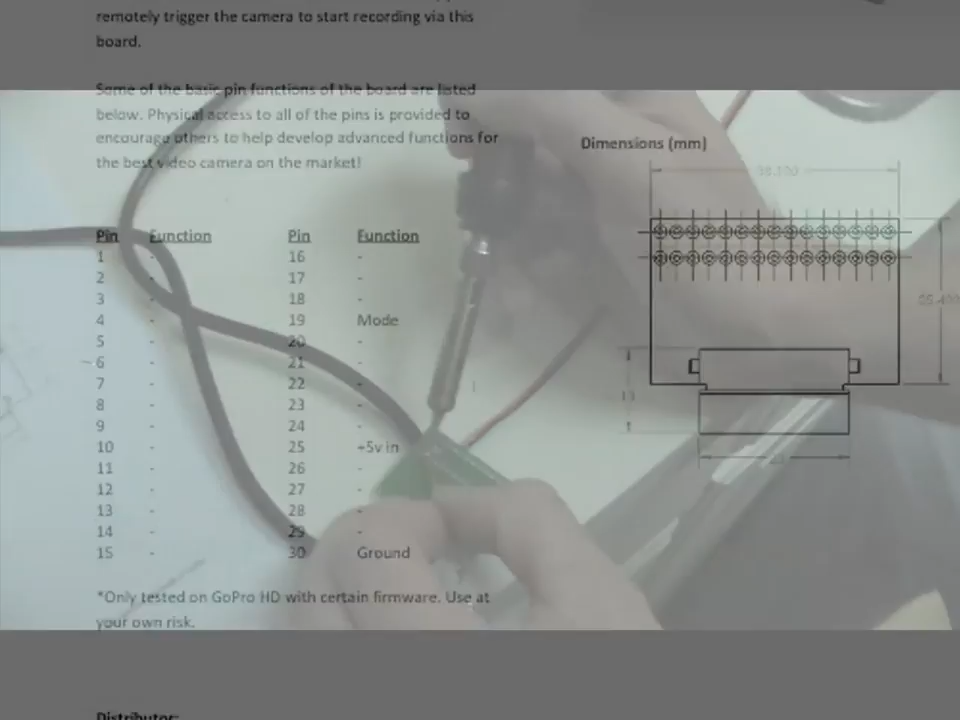 remotely trigger the camera to start recording via this
board.
Some of the basic pin functions of the board are listed
below. Physical access to all of the pins is provided to
encourage others to help develop advanced functions for
the best video camera on the market!
Dimensions (mm)
Pin Function Pin Function
1 - 16 -
2 - 17 -
3 - 18 -
4 - 19 Mode
5 - 20 -
6 - 21 -
7 - 22 -
8 - 23 -
9 - 24 -
10 - 25 +5v in
11 - 26 -
12 - 27 -
13 - 28 -
14 - 29 -
15 - 30 Ground
*Only tested on GoPro HD with certain firmware. Use at
your own risk.
Distributor: